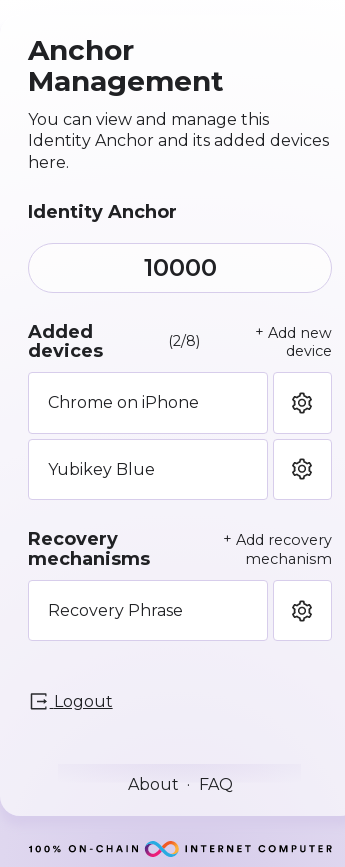 Anchor
Management
You can view and manage this
Identity Anchor and its added devices
here.
Identity Anchor
10000
Added
devices
(2/8)
+ Add new
device
Chrome on iPhone
Yubikey Blue
Recovery
mechanisms
+ Add recovery
mechanism
Recovery Phrase
Logout
About · FAQ
100% ON-CHAIN INTERNET COMPUTER